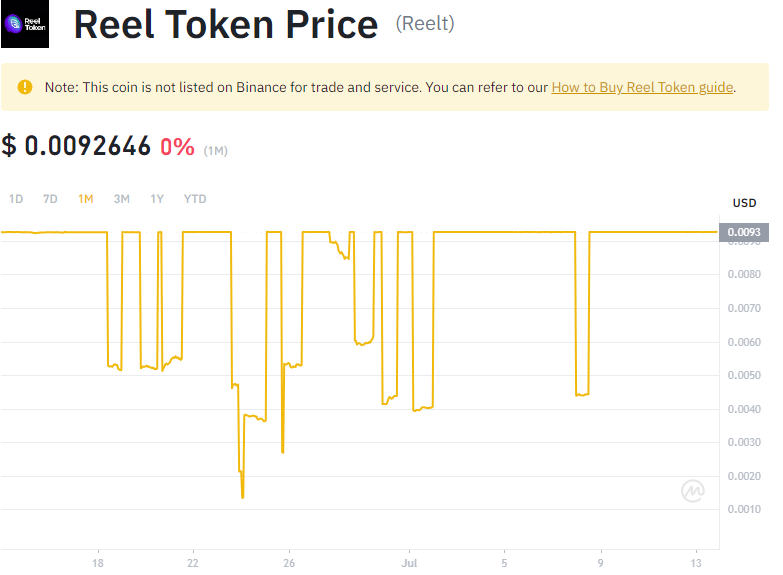 Reel
Token
Reel Token Price (Reelt)
Note: This coin is not listed on Binance for trade and service. You can refer to our How to Buy Reel Token guide.
$ 0.0092646 0% (1M)
1D 7D 1M 3M 1Y YTD
USD
0.0093
0.0090
0.0080
0.0070
0.0060
0.0050
0.0040
0.0030
0.0020
0.0010
18 22 26 Jul 5 9 13